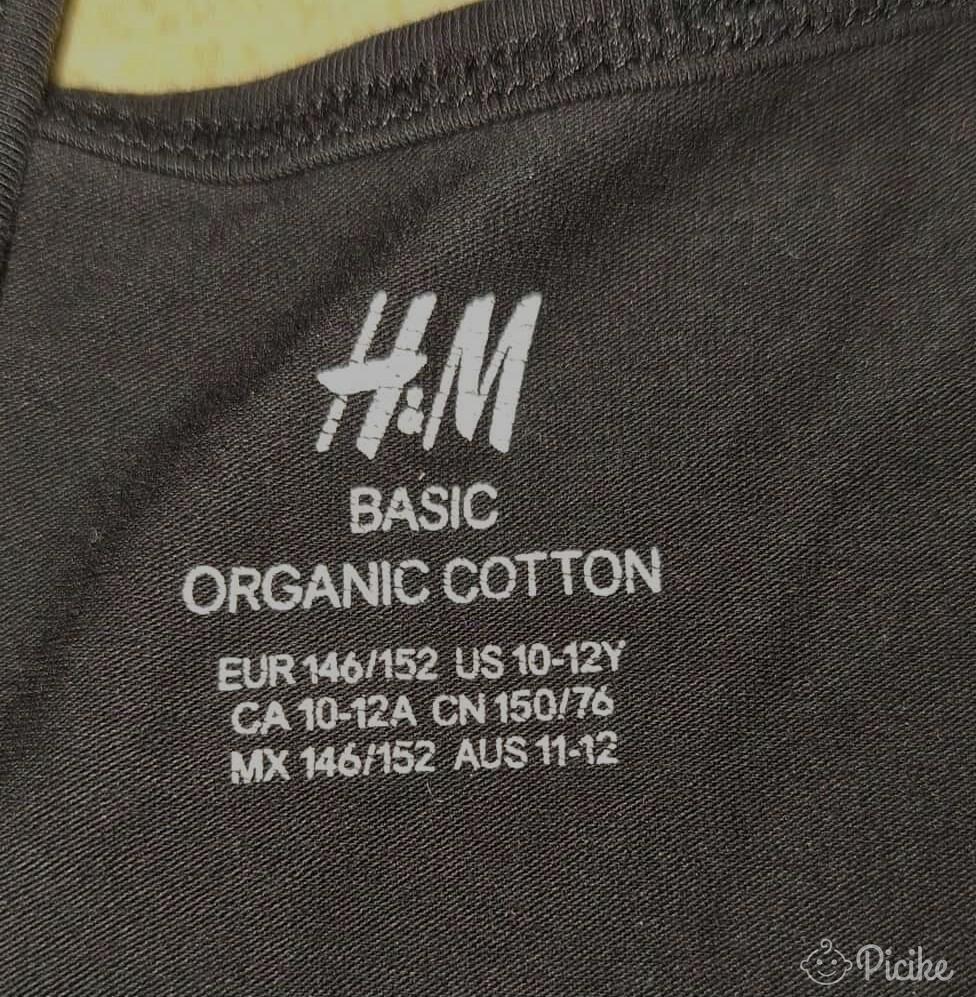 H&M
BASIC
ORGANIC COTTON
EUR 146/152 US 10-12Y
CA 10-12A CN 150/76
MX 146/152 AUS 11-12
Picike